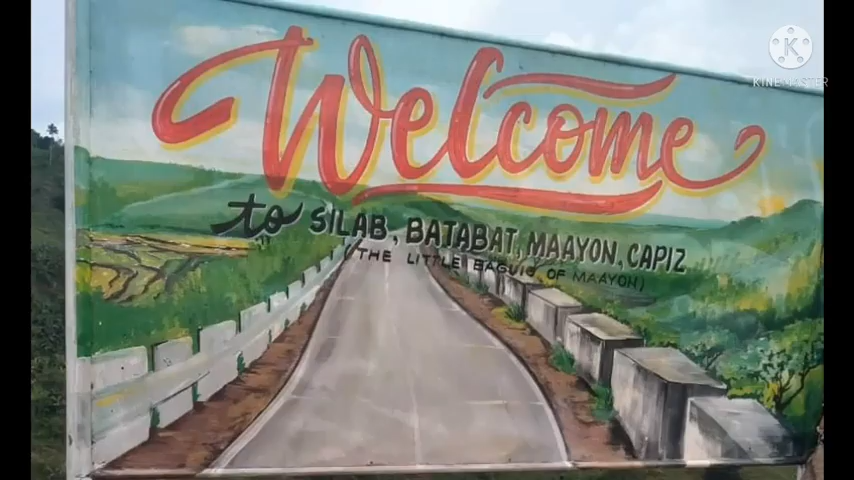 Welcome
to SILAB, BATABAT, MAAYON, CAPIZ
(THE LITTLE BAGUIO OF MAAYON)
K
KINEMASTER